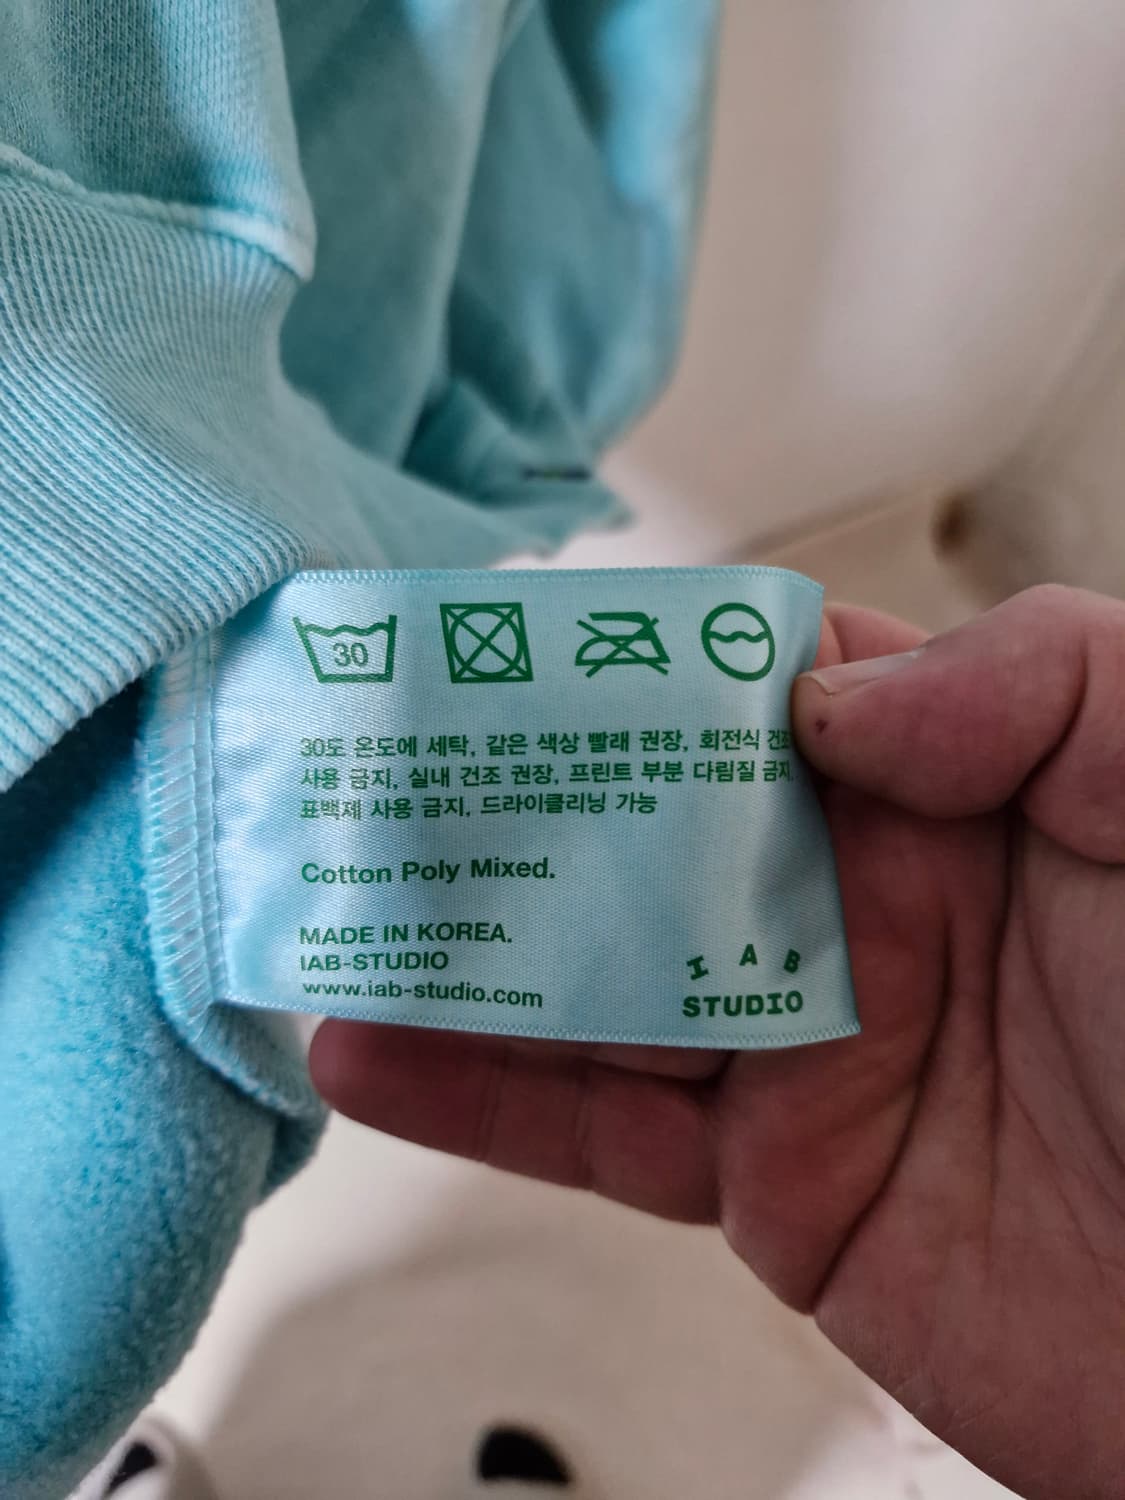 30
30도 온도에 세탁, 같은 색상 빨래 권장, 회전식 건조
사용 금지, 실내 건조 권장, 프린트 부분 다림질 금지,
표백제 사용 금지, 드라이클리닝 가능
Cotton Poly Mixed.
MADE IN KOREA.
IAB-STUDIO
www.iab-studio.com
I A B
STUDIO